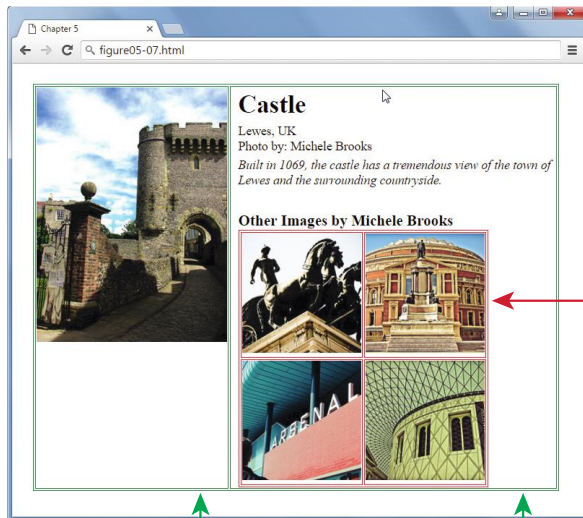 Chapter 5
figure05-07.html
Castle
Lewes, UK
Photo by: Michele Brooks
Built in 1069, the castle has a tremendous view of the town of
Lewes and the surrounding countryside.
Other Images by Michele Brooks
ARSENAL